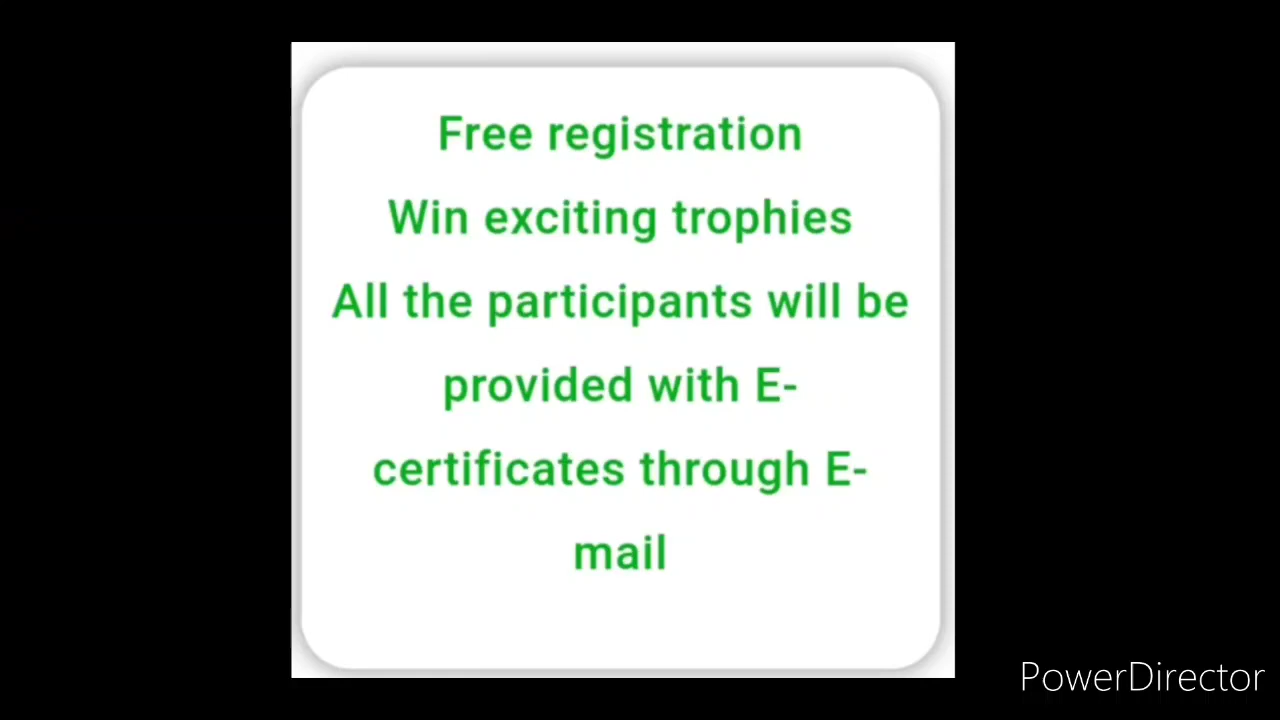 Free registration
Win exciting trophies
All the participants will be
provided with E-
certificates through E-
mail
PowerDirector